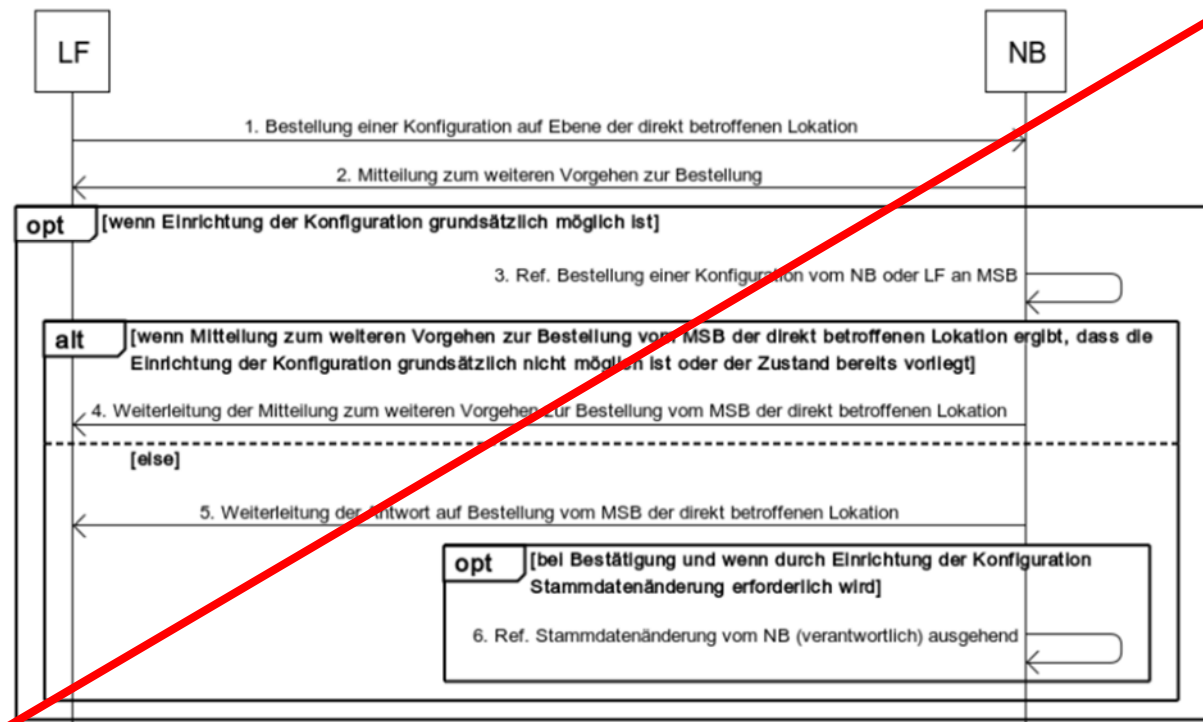 LF
NB
1. Bestellung einer Konfiguration auf Ebene der direkt betroffenen Lokation
2. Mitteilung zum weiteren Vorgehen zur Bestellung
opt
[wenn Einrichtung der Konfiguration grundsätzlich möglich ist]
3. Ref. Bestellung einer Konfiguration vom NB oder LF an MSB
alt
[wenn Mitteilung zum weiteren Vorgehen zur Bestellung vom MSB der direkt betroffenen Lokation ergibt, dass die
Einrichtung der Konfiguration grundsätzlich nicht möglich ist oder der Zustand bereits vorliegt]
4. Weiterleitung der Mitteilung zum weiteren Vorgehen zur Bestellung vom MSB der direkt betroffenen Lokation
[else]
5. Weiterleitung der Antwort auf Bestellung vom MSB der direkt betroffenen Lokation
opt
[bei Bestätigung und wenn durch Einrichtung der Konfiguration
Stammdatenänderung erforderlich wird]
6. Ref. Stammdatenänderung vom NB (verantwortlich) ausgehend